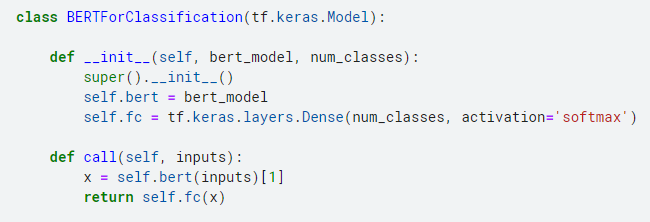 class BERTForClassification(tf.keras.Model):

    def __init__(self, bert_model, num_classes):
        super().__init__()
        self.bert = bert_model
        self.fc = tf.keras.layers.Dense(num_classes, activation='softmax')

    def call(self, inputs):
        x = self.bert(inputs)[1]
        return self.fc(x)